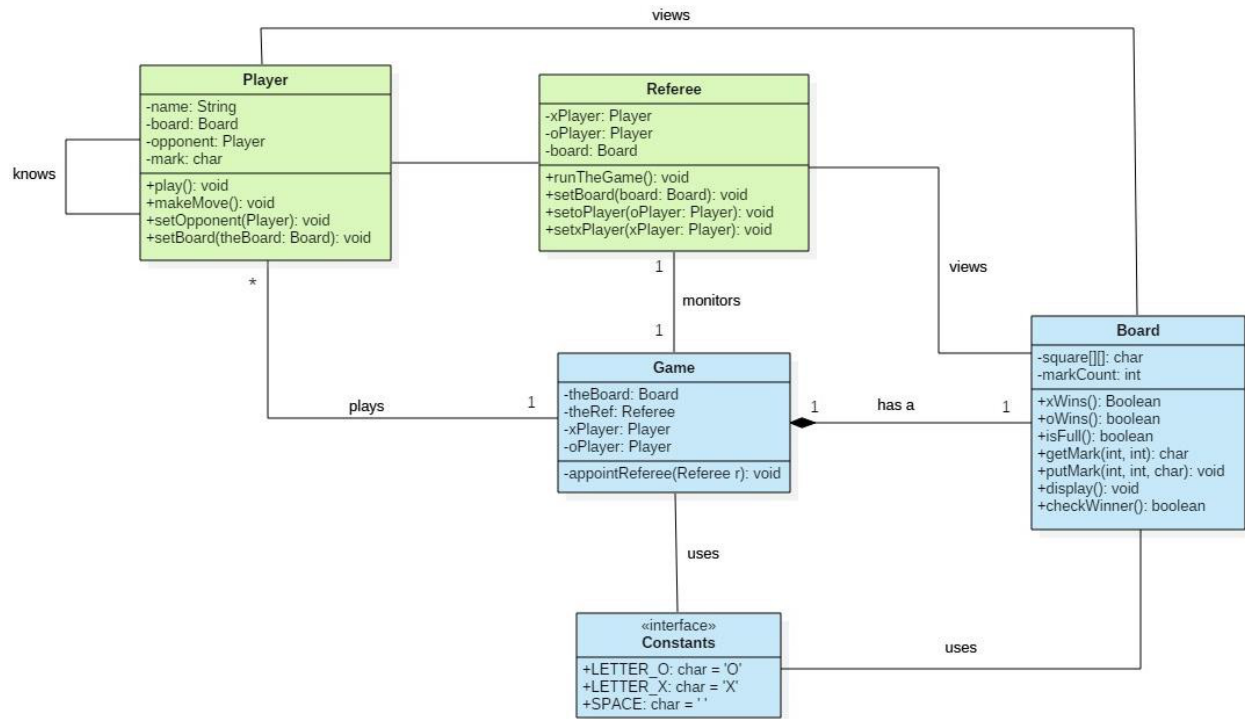 views
Player
-name: String
-board: Board
-opponent: Player
-mark: char
+play(): void
+makeMove(): void
+setOpponent(Player): void
+setBoard(theBoard: Board): void
knows
Referee
-xPlayer: Player
-oPlayer: Player
-board: Board
+runTheGame(): void
+setBoard(board: Board): void
+setoPlayer(oPlayer: Player): void
+setxPlayer(xPlayer: Player): void
*
1
monitors
1
views
Board
-square[][]: char
-markCount: int
+xWins(): Boolean
+oWins(): boolean
+isFull(): boolean
+getMark(int, int): char
+putMark(int, int, char): void
+display(): void
+checkWinner(): boolean
plays
1
Game
-theBoard: Board
-theRef: Referee
-xPlayer: Player
-oPlayer: Player
-appointReferee(Referee r): void
1
has a
1
uses
«interface»
Constants
+LETTER_O: char = 'O'
+LETTER_X: char = 'X'
+SPACE: char = ' '
uses